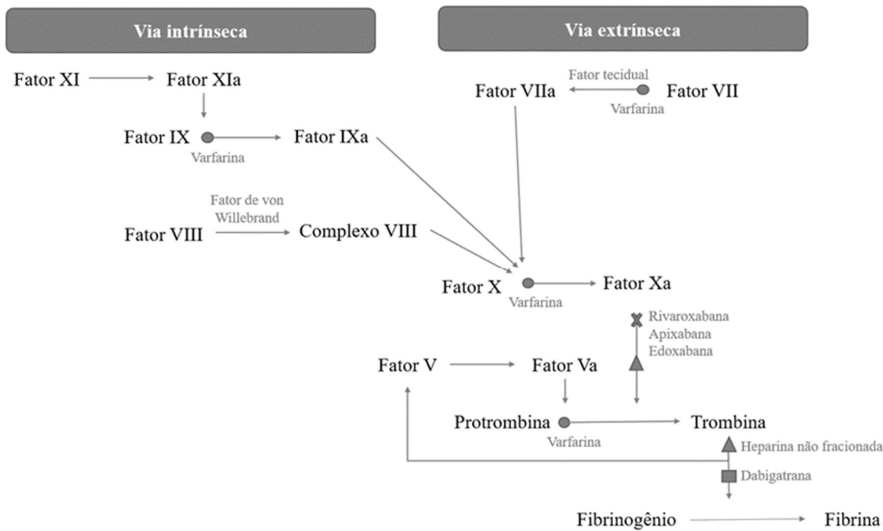 Via intrínseca
Via extrínseca
Fator XI
Fator XIa
Fator tecidual
Fator VIIa
Fator VII
Varfarina
Fator IX
Fator IXa
Varfarina
Fator de von
Willebrand
Fator VIII
Complexo VIII
Fator X
Fator Xa
Varfarina
Rivaroxabana
Apixabana
Edoxabana
Fator V
Fator Va
Protrombina
Trombina
Varfarina
Heparina não fracionada
Dabigatrana
Fibrinogênio
Fibrina